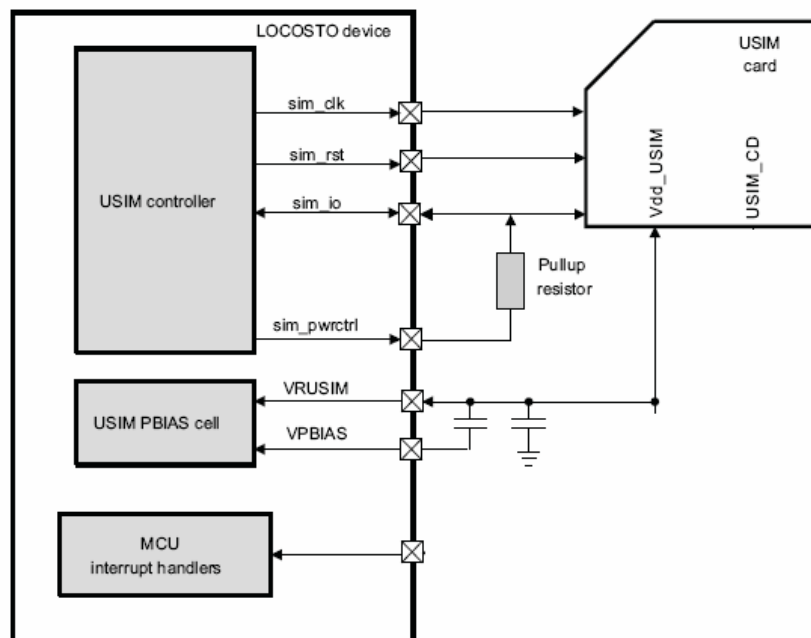 LOCOSTO device
USIM
card
sim_clk
sim_rst
USIM controller
sim_io
Vdd_USIM
USIM_CD
Pullup
resistor
sim_pwrctrl
VRUSIM
USIM PBIAS cell
VPBIAS
MCU
interrupt handlers